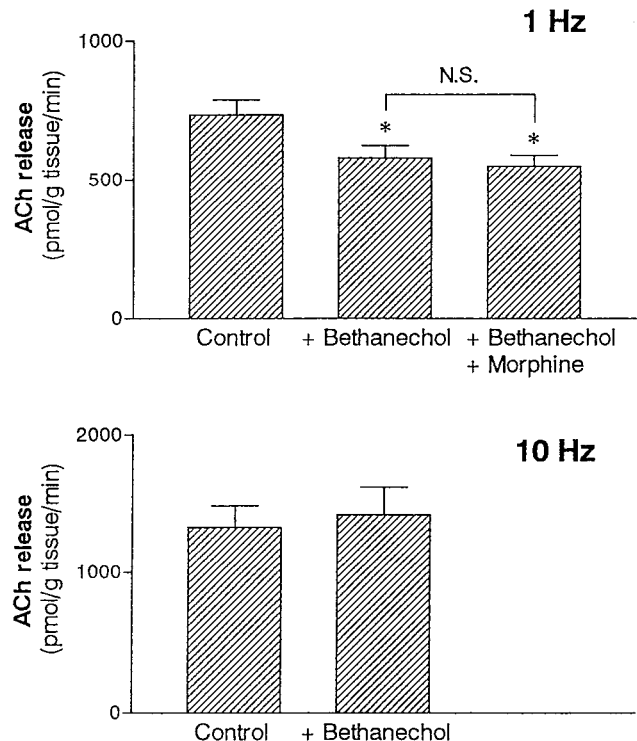 1 Hz
1000
500
0
ACh release
(pmol/g tissue/min)
N.S.
*
*
Control
+ Bethanechol
+ Bethanechol
+ Morphine
10 Hz
2000
1000
0
ACh release
(pmol/g tissue/min)
Control
+ Bethanechol